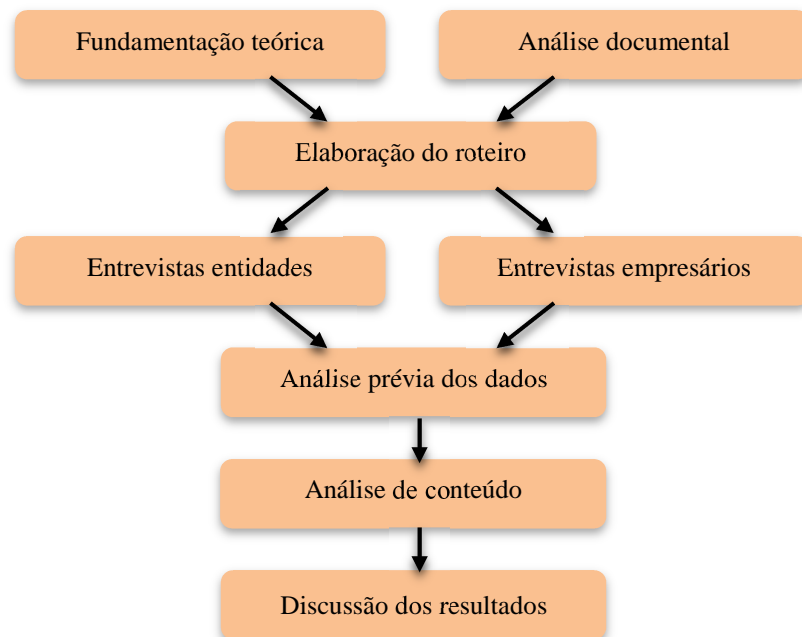 Fundamentação teórica
Análise documental
Elaboração do roteiro
Entrevistas entidades
Entrevistas empresários
Análise prévia dos dados
Análise de conteúdo
Discussão dos resultados